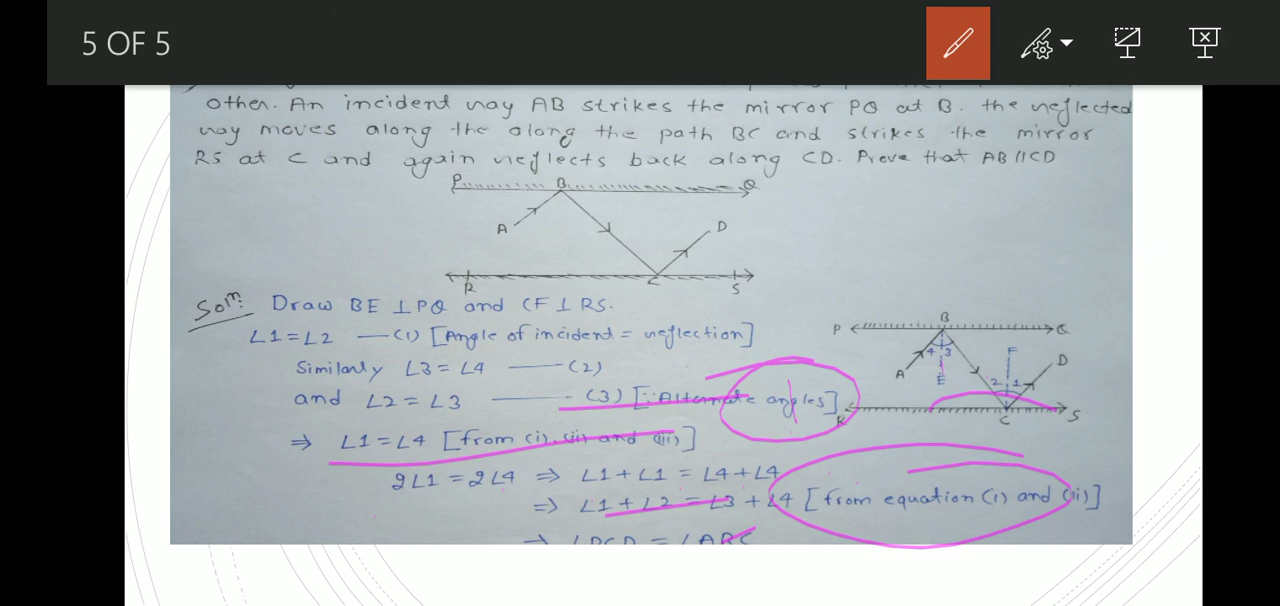 5 OF 5
other. An incident ray AB strikes the mirror PQ at B. the reflected
ray moves along the along the path BC and strikes the mirror
RS at C and again reflects back along CD. Prove that AB//CD
P B Q
A D
R C S
Soln. Draw BE ⊥ PQ and CF ⊥ RS.
∠1=∠2 —(1) [Angle of incident = reflection]
Similarly ∠3=∠4 —(2)
and ∠2=∠3 —(3) [∵Alternate angles]
⇒ ∠1=∠4 [from (i), (ii) and (iii)]
2∠1=2∠4 ⇒ ∠1+∠1 = ∠4+∠4
⇒ ∠1+∠2 = ∠3+∠4 [from equation (1) and (ii)]
⇒ ∠BCD = ∠ABC
P B Q
4 3 F D
A E 2 1
R C S